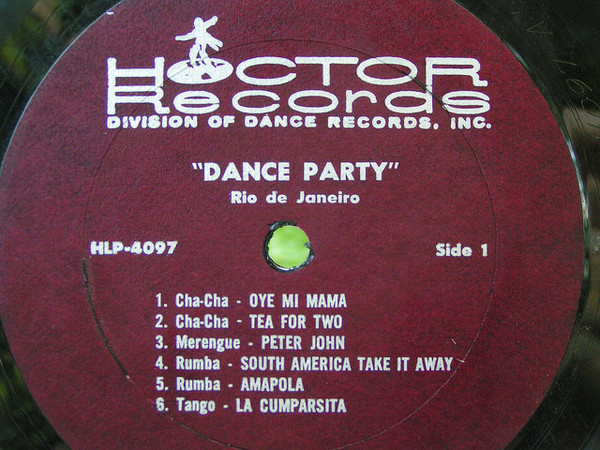 HOCTOR
Records
DIVISION OF DANCE RECORDS, INC.
"DANCE PARTY"
Rio de Janeiro
HLP-4097 Side 1
1. Cha-Cha - OYE MI MAMA
2. Cha-Cha - TEA FOR TWO
3. Merengue - PETER JOHN
4. Rumba - SOUTH AMERICA TAKE IT AWAY
5. Rumba - AMAPOLA
6. Tango - LA CUMPARSITA